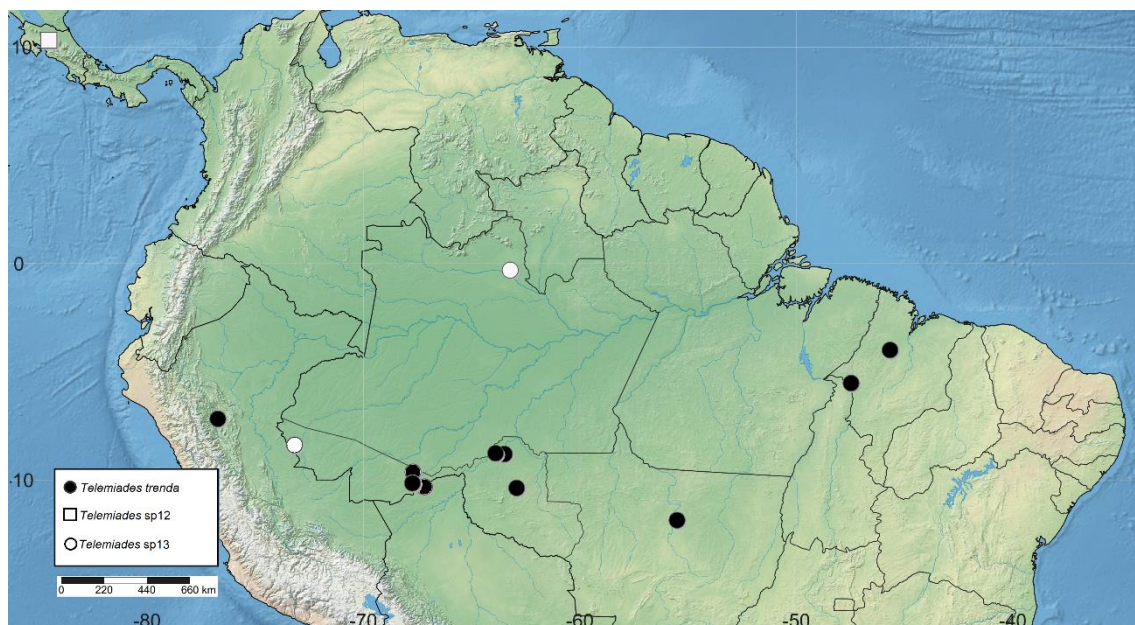 10
0
-10
Telemiades trenda
Telemiades sp12
Telemiades sp13
0 220 440 660 km
-80 -70 -60 -50 -40